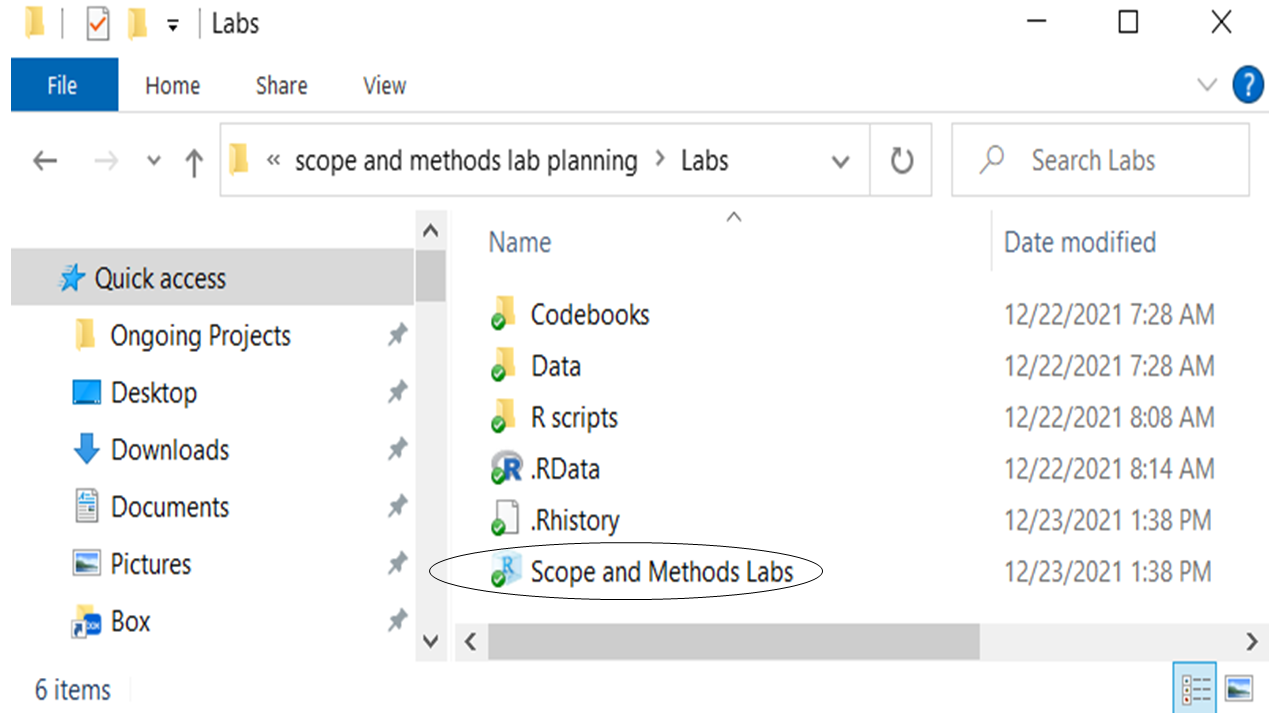 Labs
File Home Share View
?
« scope and methods lab planning > Labs Search Labs
Name Date modified
Quick access
Ongoing Projects
Desktop
Downloads
Documents
Pictures
Box
Codebooks 12/22/2021 7:28 AM
Data 12/22/2021 7:28 AM
R scripts 12/22/2021 8:08 AM
.RData 12/22/2021 8:14 AM
.Rhistory 12/23/2021 1:38 PM
Scope and Methods Labs 12/23/2021 1:38 PM
6 items